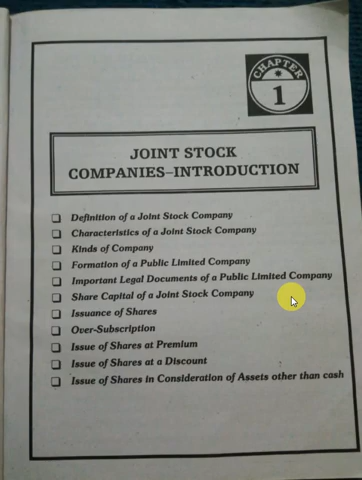 CHAPTER
1
JOINT STOCK
COMPANIES–INTRODUCTION
Definition of a Joint Stock Company
Characteristics of a Joint Stock Company
Kinds of Company
Formation of a Public Limited Company
Important Legal Documents of a Public Limited Company
Share Capital of a Joint Stock Company
Issuance of Shares
Over-Subscription
Issue of Shares at Premium
Issue of Shares at a Discount
Issue of Shares in Consideration of Assets other than cash